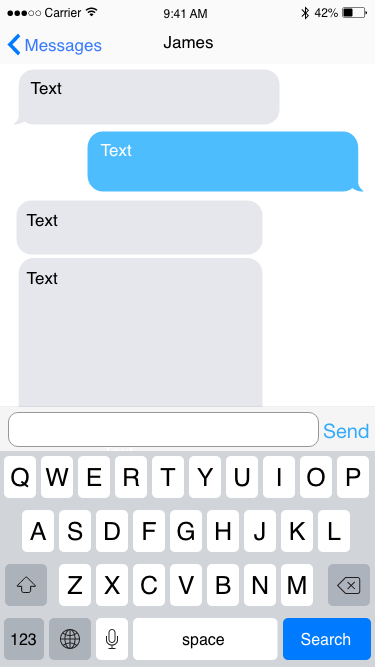 Carrier 9:41 AM 42%
Messages James
Text
Text
Text
Text
Send
Q W E R T Y U I O P
A S D F G H J K L
Z X C V B N M
123 space Search